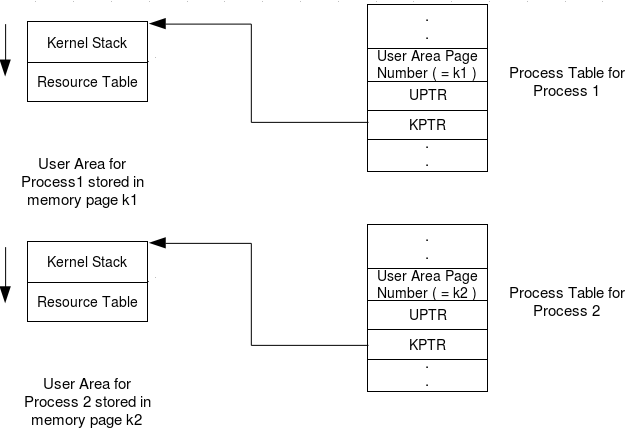 Kernel Stack
Resource Table
User Area for
Process1 stored in
memory page k1
.
.
User Area Page
Number ( = k1 )
UPTR
KPTR
.
.
Process Table for
Process 1
Kernel Stack
Resource Table
User Area for
Process 2 stored in
memory page k2
.
.
User Area Page
Number ( = k2 )
UPTR
KPTR
.
.
Process Table for
Process 2